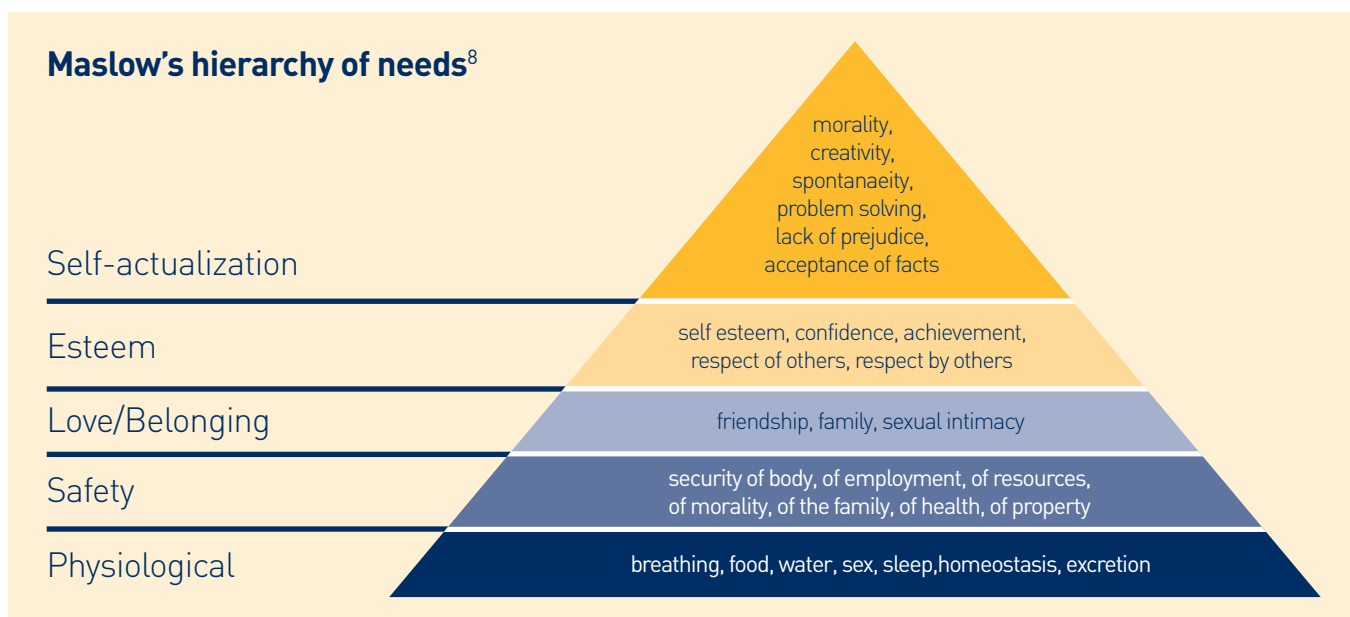 Maslow's hierarchy of needs8
morality,
creativity,
spontanaeity,
problem solving,
lack of prejudice,
acceptance of facts
Self-actualization
Esteem
self esteem, confidence, achievement,
respect of others, respect by others
Love/Belonging
friendship, family, sexual intimacy
Safety
security of body, of employment, of resources,
of morality, of the family, of health, of property
Physiological
breathing, food, water, sex, sleep,homeostasis, excretion